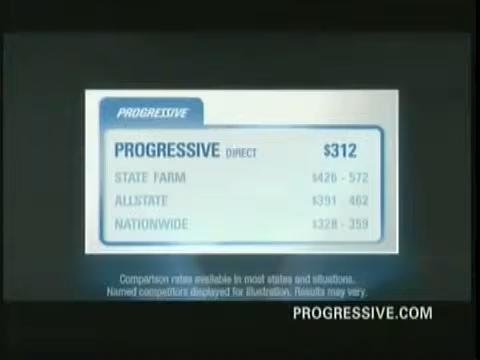 PROGRESSIVE
PROGRESSIVE DIRECT $312
STATE FARM $426 - 572
ALLSTATE $391 - 462
NATIONWIDE $328 - 359
Comparison rates available in most states and situations.
Named competitors displayed for illustration. Results may vary.
PROGRESSIVE.COM